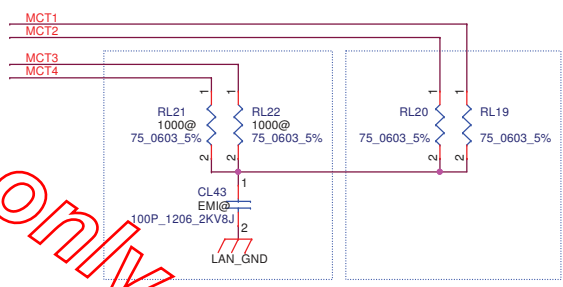 MCT1
MCT2
MCT3
MCT4
1 1 1 1
RL21 RL22 RL20 RL19
1000@ 1000@
75_0603_5% 75_0603_5% 75_0603_5% 75_0603_5%
2 2 2 2
CL43 1
EMI@
100P_1206_2KV8J
2
LAN_GND
only